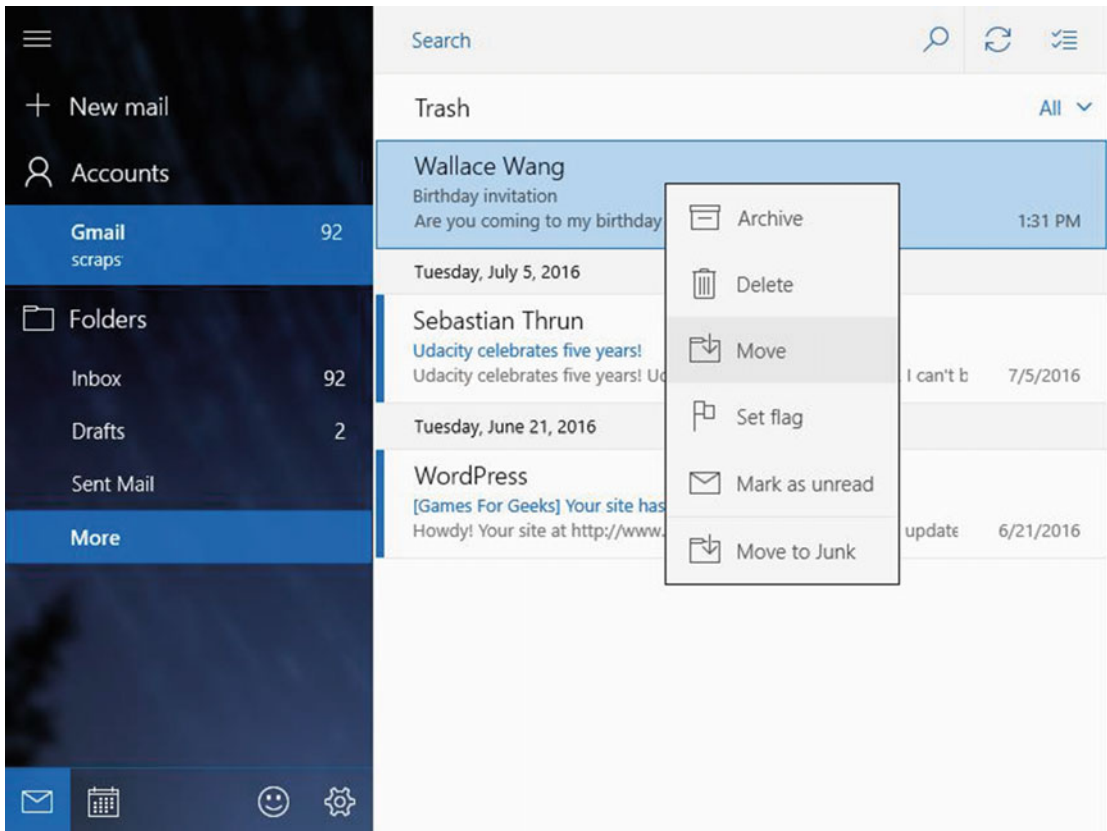 New mail
Accounts
Gmail 92
scraps
Folders
Inbox 92
Drafts 2
Sent Mail
More
Search
Trash All
Wallace Wang
Birthday invitation
Are you coming to my birthday 1:31 PM
Tuesday, July 5, 2016
Sebastian Thrun
Udacity celebrates five years!
Udacity celebrates five years! I can't 7/5/2016
Tuesday, June 21, 2016
WordPress
[Games For Geeks] Your site has
Howdy! Your site at http://www. update 6/21/2016
Archive
Delete
Move
Set flag
Mark as unread
Move to Junk